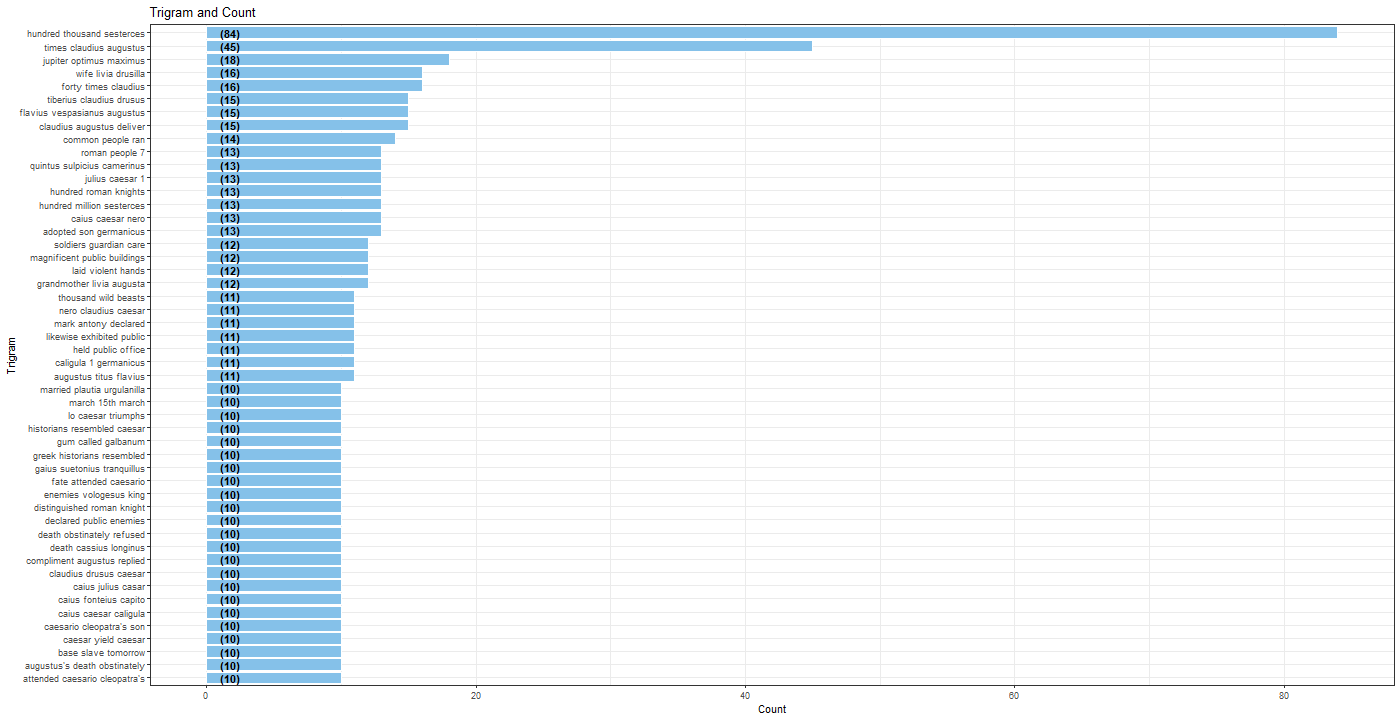 Trigram and Count
hundred thousand sesterces (84)
times claudius augustus (45)
jupiter optimus maximus (18)
wife livia drusilla (16)
forty times claudius (16)
tiberius claudius drusus (15)
flavius vespasianus augustus (15)
claudius augustus deliver (15)
common people ran (14)
roman people 7 (13)
quintus sulpicius camerinus (13)
julius caesar 1 (13)
hundred roman knights (13)
hundred million sesterces (13)
caius caesar nero (13)
adopted son germanicus (13)
soldiers guardian care (12)
magnificent public buildings (12)
laid violent hands (12)
grandmother livia augusta (12)
thousand wild beasts (11)
nero claudius caesar (11)
mark antony declared (11)
likewise exhibited public (11)
held public office (11)
caligula 1 germanicus (11)
augustus titus flavius (11)
married plautia urgulanilla (10)
march 15th march (10)
lo caesar triumphs (10)
historians resembled caesar (10)
gum called galbanum (10)
greek historians resembled (10)
gaius suetonius tranquillus (10)
fate attended caesario (10)
enemies vologesus king (10)
distinguished roman knight (10)
declared public enemies (10)
death obstinately refused (10)
death cassius longinus (10)
compliment augustus replied (10)
claudius drusus caesar (10)
caius julius casar (10)
caius fonteius capito (10)
caius caesar caligula (10)
caesario cleopatra's son (10)
caesar yield caesar (10)
base slave tomorrow (10)
augustus's death obstinately (10)
attended caesario cleopatra's (10)
Trigram
0 20 40 60 80
Count